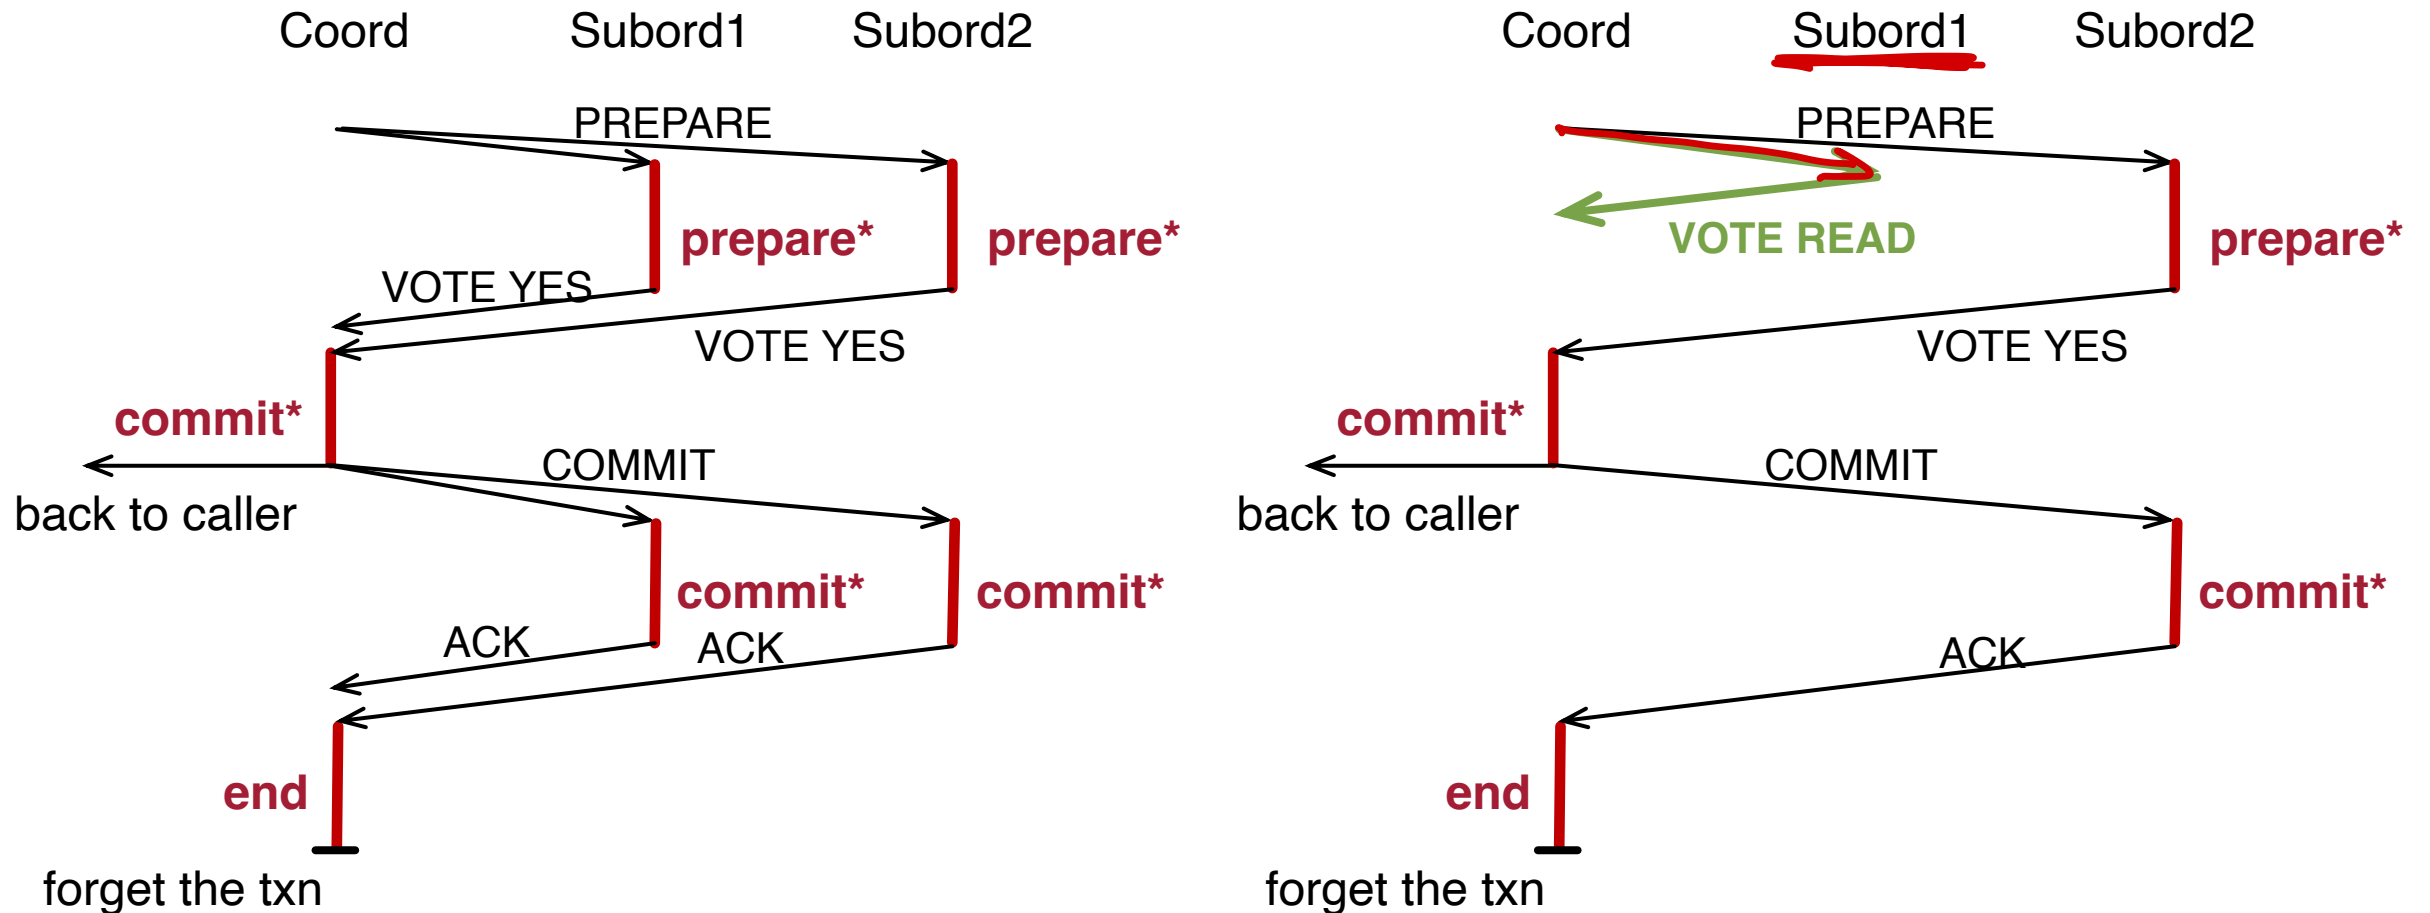 Coord Subord1 Subord2
PREPARE
prepare* prepare*
VOTE YES
VOTE YES
commit*
COMMIT
back to caller
commit* commit*
ACK ACK
end
forget the txn
Coord Subord1 Subord2
PREPARE
VOTE READ prepare*
VOTE YES
commit*
COMMIT
back to caller
commit*
ACK
end
forget the txn